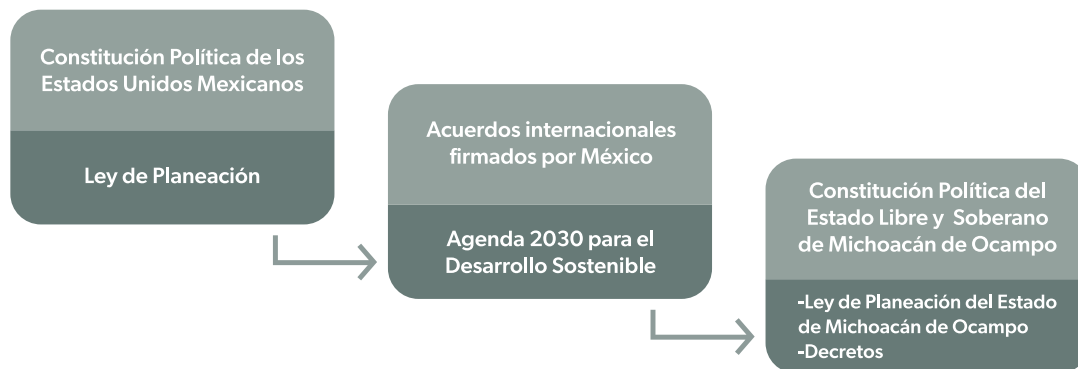 Constitución Política de los
Estados Unidos Mexicanos
Ley de Planeación
Acuerdos internacionales
firmados por México
Agenda 2030 para el
Desarrollo Sostenible
Constitución Política del
Estado Libre y Soberano
de Michoacán de Ocampo
-Ley de Planeación del Estado
de Michoacán de Ocampo
-Decretos